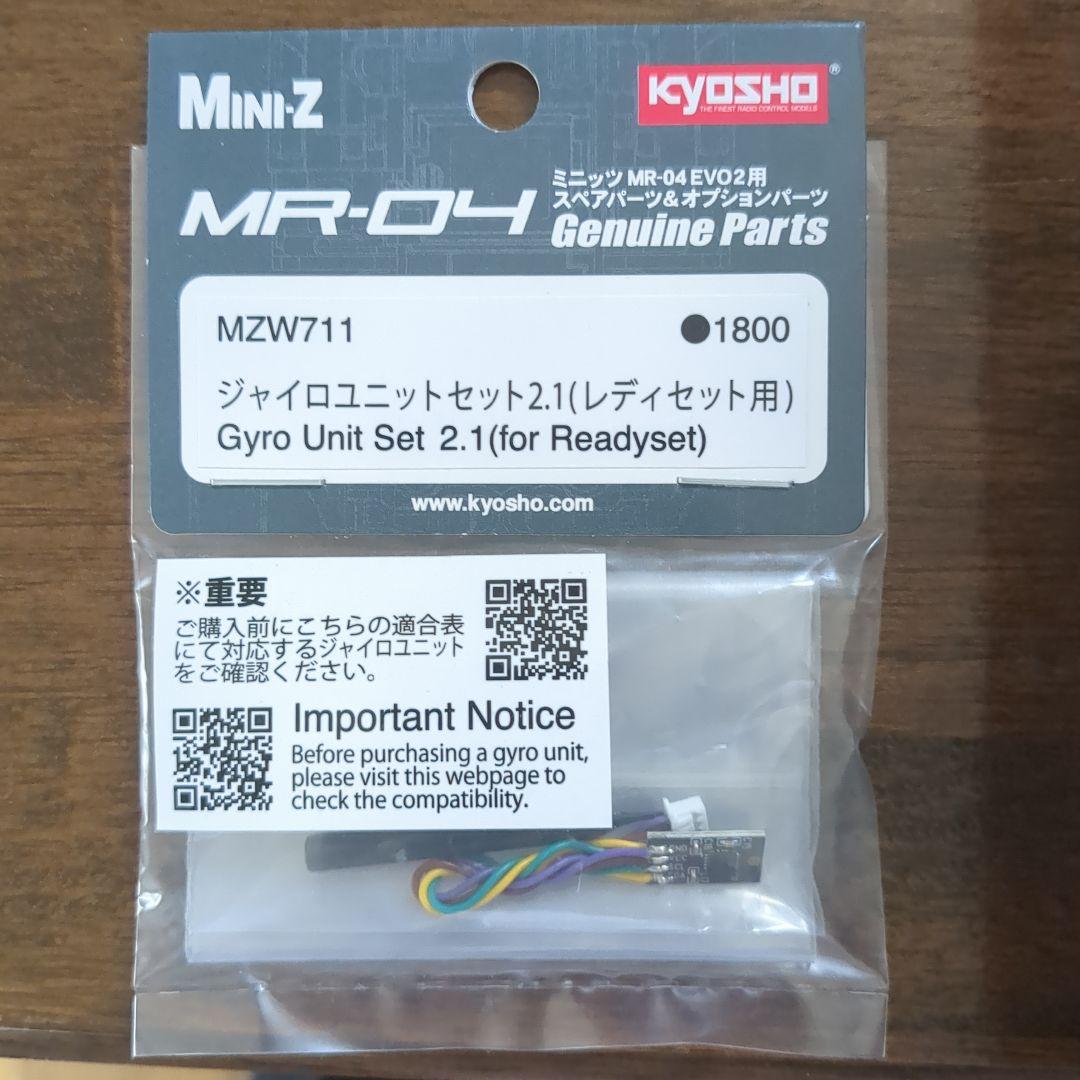 MINI-Z
KYOSHO®
THE FINEST RADIO CONTROL MODELS
MR-04
ミニッツ MR-04 EVO2用
スペアパーツ&オプションパーツ
Genuine Parts
MZW711 ●1800
ジャイロユニットセット2.1(レディセット用)
Gyro Unit Set 2.1(for Readyset)
www.kyosho.com
※重要
ご購入前にこちらの適合表
にて対応するジャイロユニット
をご確認ください。
Important Notice
Before purchasing a gyro unit,
please visit this webpage to
check the compatibility.
GND